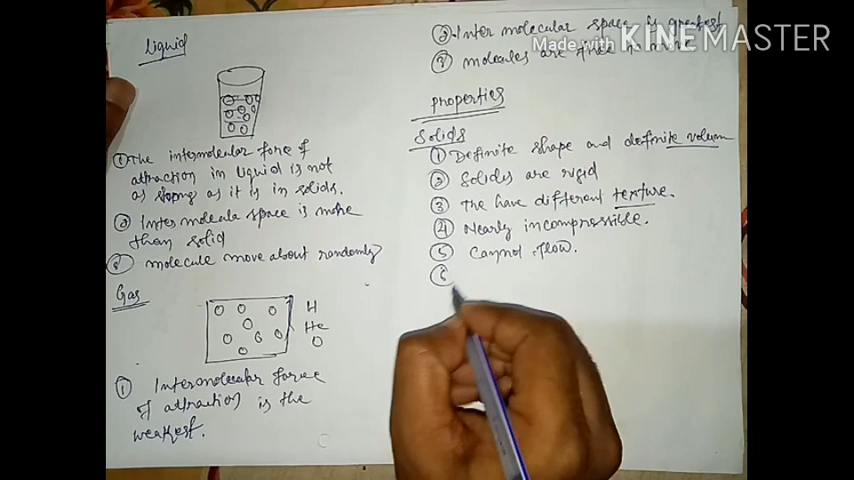 Liquid
① The intermolecular force of
attraction in liquid is not
as strong as it is in solids.
② Inter molecula space is more
than solid
③ molecule move about randomly
Gas
H
He
O
① Intermolecular force
of attraction is the
weakest.
② Inter molecular space is greatest
③ molecules are free to
Made with KINEMASTER
Properties
Solids
① Definite shape and definite volum
② Solids are rigid
③ The have different texture.
④ Nearly incompressible.
⑤ Cannot flow.
⑥